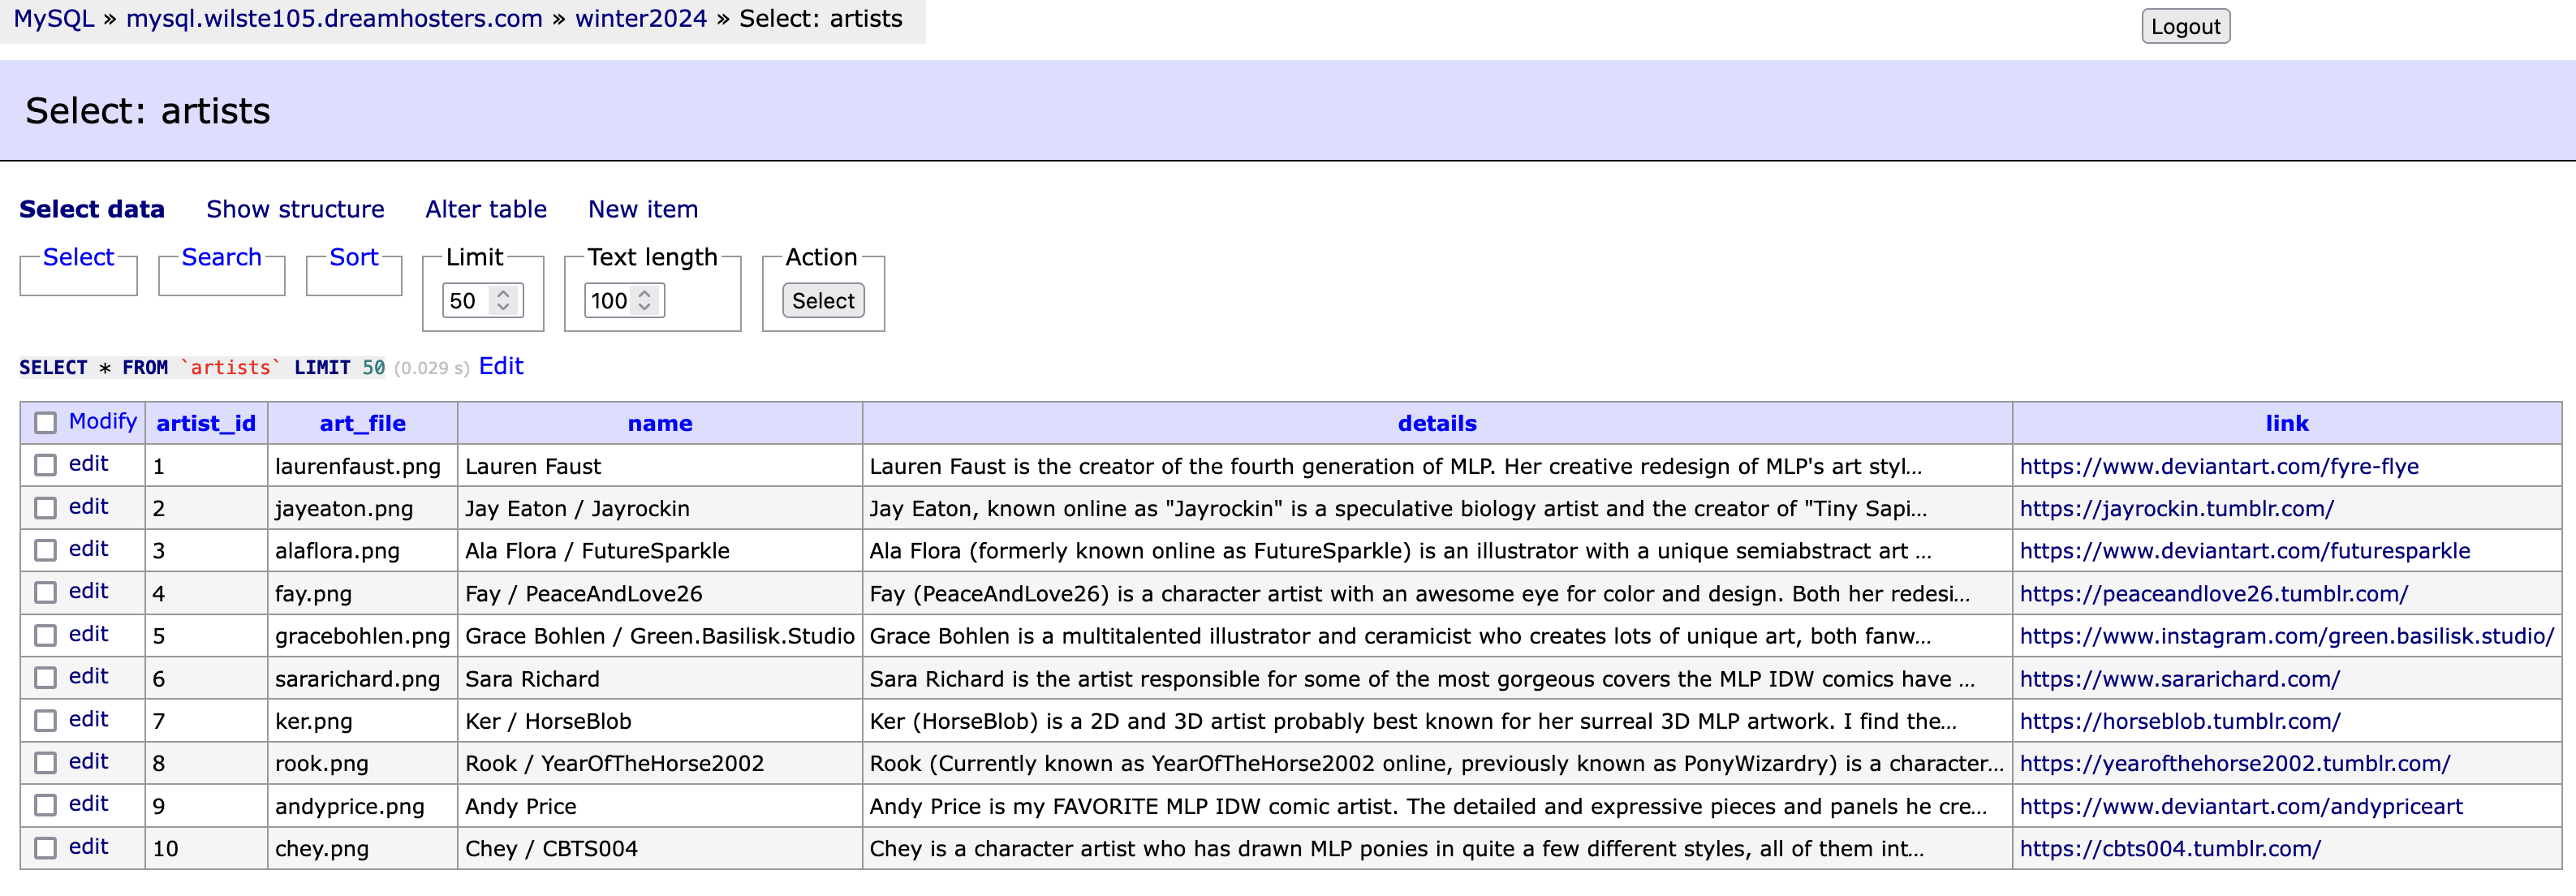 MySQL » mysql.wilste105.dreamhosters.com » winter2024 » Select: artists
Logout
Select: artists
Select data Show structure Alter table New item
Select Search Sort Limit Text length Action
50 100 Select
SELECT * FROM `artists` LIMIT 50 (0.029 s) Edit
Modify artist_id art_file name details link
edit 1 laurenfaust.png Lauren Faust Lauren Faust is the creator of the fourth generation of MLP. Her creative redesign of MLP's art styl... https://www.deviantart.com/fyre-flye
edit 2 jayeaton.png Jay Eaton / Jayrockin Jay Eaton, known online as "Jayrockin" is a speculative biology artist and the creator of "Tiny Sapi... https://jayrockin.tumblr.com/
edit 3 alaflora.png Ala Flora / FutureSparkle Ala Flora (formerly known online as FutureSparkle) is an illustrator with a unique semiabstract art ... https://www.deviantart.com/futuresparkle
edit 4 fay.png Fay / PeaceAndLove26 Fay (PeaceAndLove26) is a character artist with an awesome eye for color and design. Both her redesi... https://peaceandlove26.tumblr.com/
edit 5 gracebohlen.png Grace Bohlen / Green.Basilisk.Studio Grace Bohlen is a multitalented illustrator and ceramicist who creates lots of unique art, both fanw... https://www.instagram.com/green.basilisk.studio/
edit 6 sararichard.png Sara Richard Sara Richard is the artist responsible for some of the most gorgeous covers the MLP IDW comics have ... https://www.sararichard.com/
edit 7 ker.png Ker / HorseBlob Ker (HorseBlob) is a 2D and 3D artist probably best known for her surreal 3D MLP artwork. I find the... https://horseblob.tumblr.com/
edit 8 rook.png Rook / YearOfTheHorse2002 Rook (Currently known as YearOfTheHorse2002 online, previously known as PonyWizardry) is a character... https://yearofthehorse2002.tumblr.com/
edit 9 andyprice.png Andy Price Andy Price is my FAVORITE MLP IDW comic artist. The detailed and expressive pieces and panels he cre... https://www.deviantart.com/andypriceart
edit 10 chey.png Chey / CBTS004 Chey is a character artist who has drawn MLP ponies in quite a few different styles, all of them int... https://cbts004.tumblr.com/